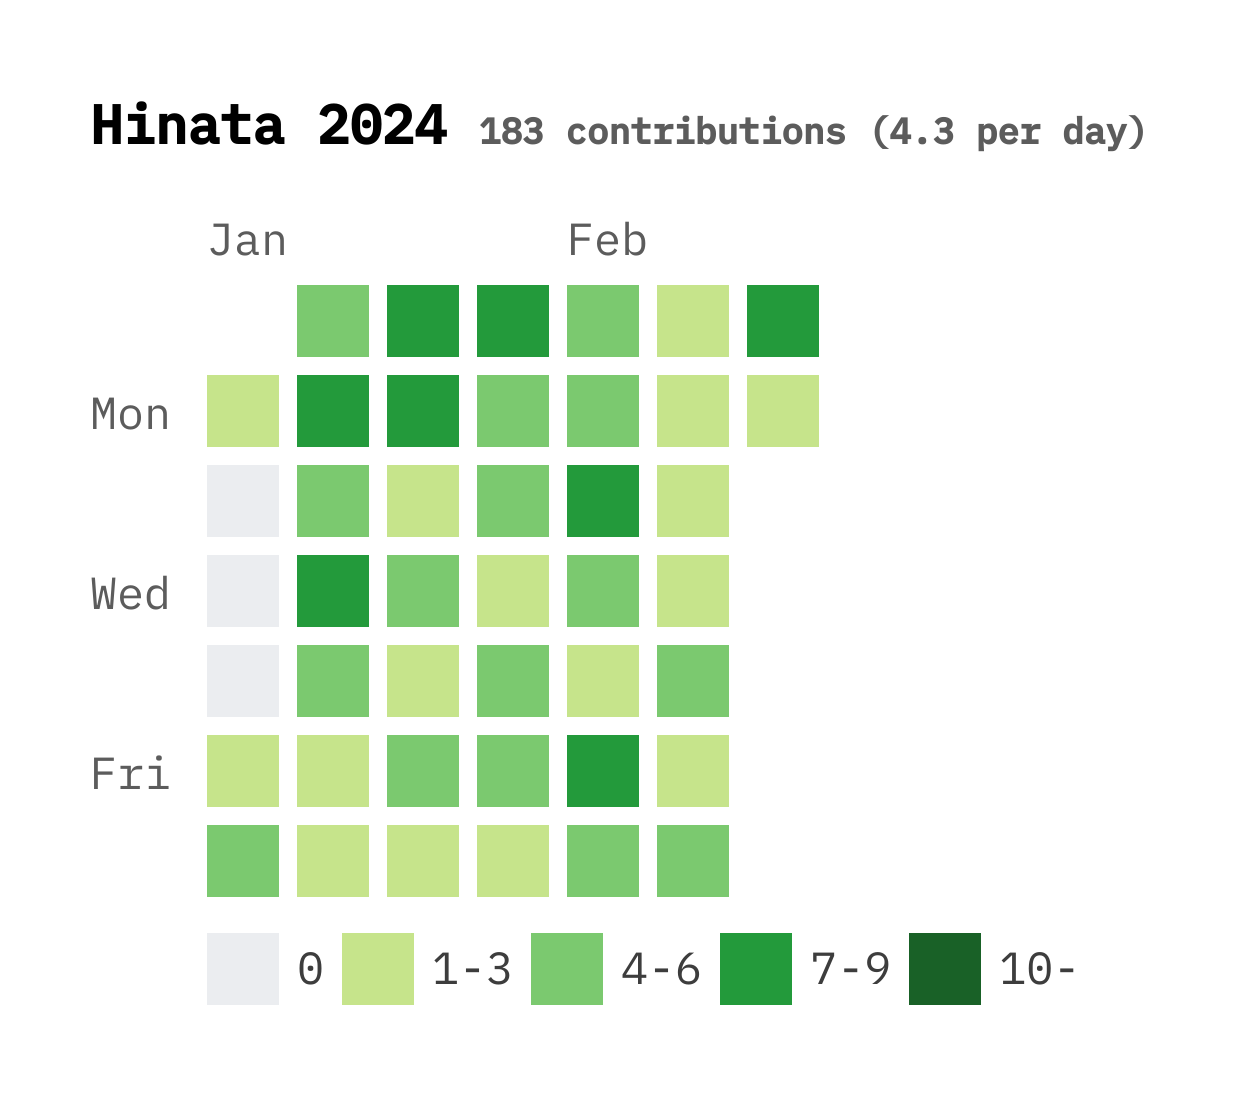 Hinata 2024 183 contributions (4.3 per day)
Jan Feb
Mon
Wed
Fri
0 1-3 4-6 7-9 10-